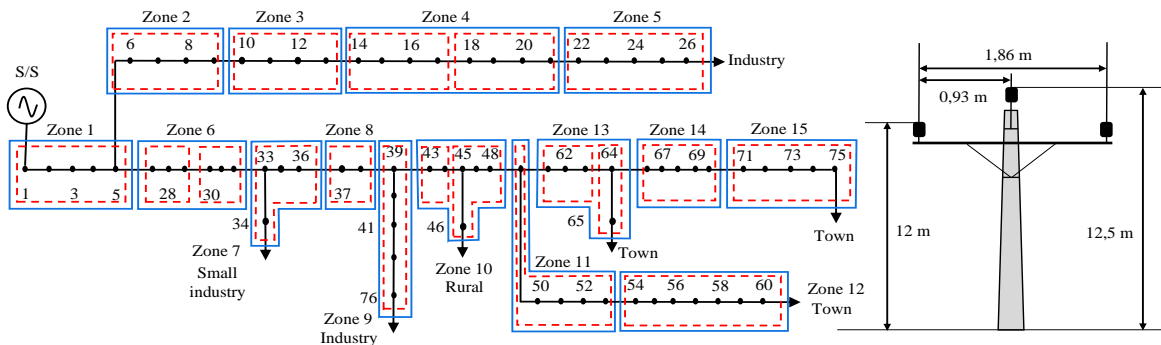 Zone 2 Zone 3 Zone 4 Zone 5
6 8 10 12 14 16 18 20 22 24 26
Industry
S/S
Zone 1 Zone 6 Zone 8 Zone 13 Zone 14 Zone 15
33 36 39 43 45 48 62 64 67 69 71 73 75
1 3 5 28 30 37
34 41 46 65
Zone 7
Small
industry
Zone 10
Rural
Town
Town
Zone 11
50 52 54 56 58 60
Zone 12
Town
76
Zone 9
Industry
1,86 m
0,93 m
12 m
12,5 m